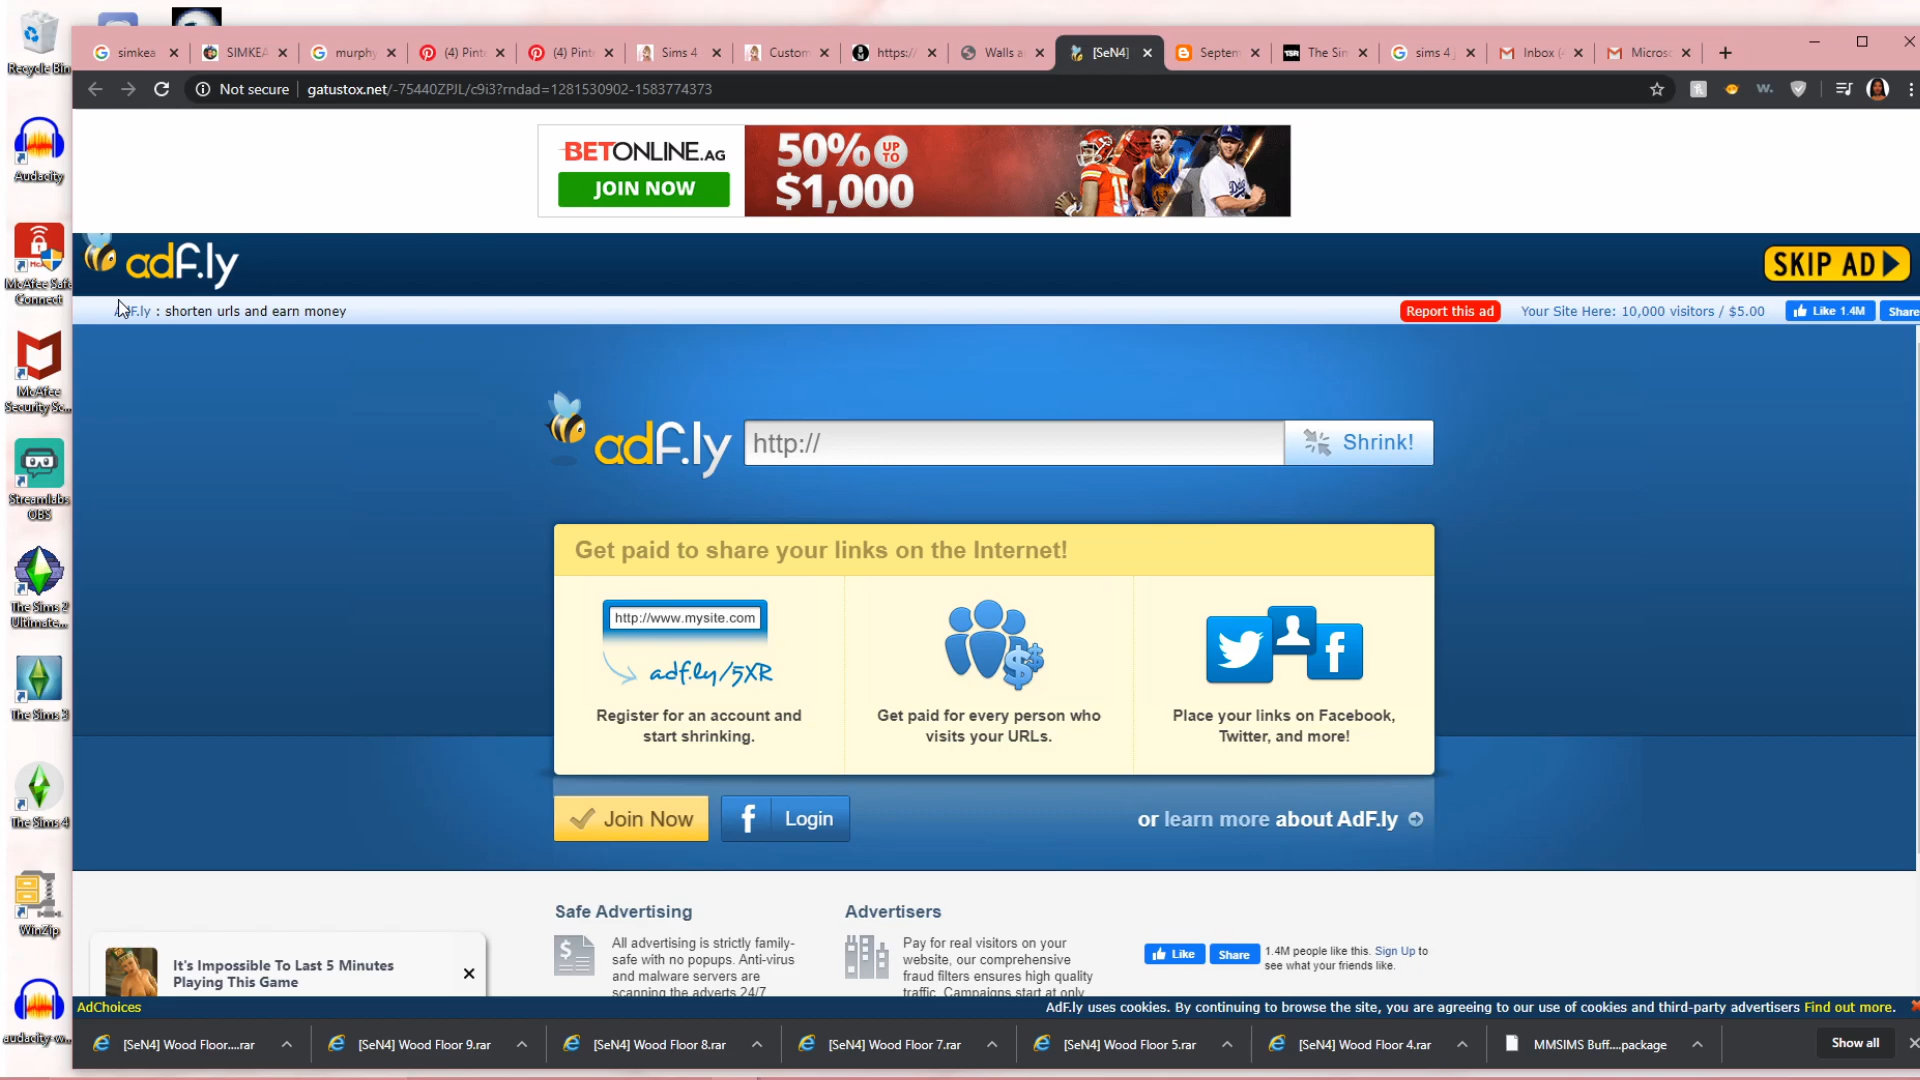 simkea
SIMKEA
murphy
(4) Pint
(4) Pint
Sims 4
Custom
https:/
Walls a
[SeN4]
Septem
The Sim
sims 4
Inbox (
Micros
Not secure
gatustox.net/-75440ZPJL/c9i3?rndad=1281530902-1583774373
Recycle Bin
Audacity
McAfee Safe
Connect
McAfee
Security Sc...
Streamlabs
OBS
The Sims 2
Ultimate...
The Sims 3
The Sims 4
WinZip
audacity-w...
BETONLINE.AG
JOIN NOW
50% UP TO
$1,000
adf.ly
SKIP AD
AdF.ly : shorten urls and earn money
Report this ad
Your Site Here: 10,000 visitors / $5.00
Like 1.4M
Share
adf.ly
http://
Shrink!
Get paid to share your links on the Internet!
http://www.mysite.com
adf.ly/5XR
Register for an account and
start shrinking.
Get paid for every person who
visits your URLs.
Place your links on Facebook,
Twitter, and more!
Join Now
Login
or learn more about AdF.ly
Safe Advertising
All advertising is strictly family-
safe with no popups. Anti-virus
and malware servers are
scanning the adverts 24/7
Advertisers
Pay for real visitors on your
website, our comprehensive
fraud filters ensures high quality
traffic. Campaigns start at only
Like
Share
1.4M people like this. Sign Up to
see what your friends like.
It's Impossible To Last 5 Minutes
Playing This Game
AdChoices
AdF.ly uses cookies. By continuing to browse the site, you are agreeing to our use of cookies and third-party advertisers Find out more.
[SeN4] Wood Floor....rar
[SeN4] Wood Floor 9.rar
[SeN4] Wood Floor 8.rar
[SeN4] Wood Floor 7.rar
[SeN4] Wood Floor 5.rar
[SeN4] Wood Floor 4.rar
MMSIMS Buff....package
Show all